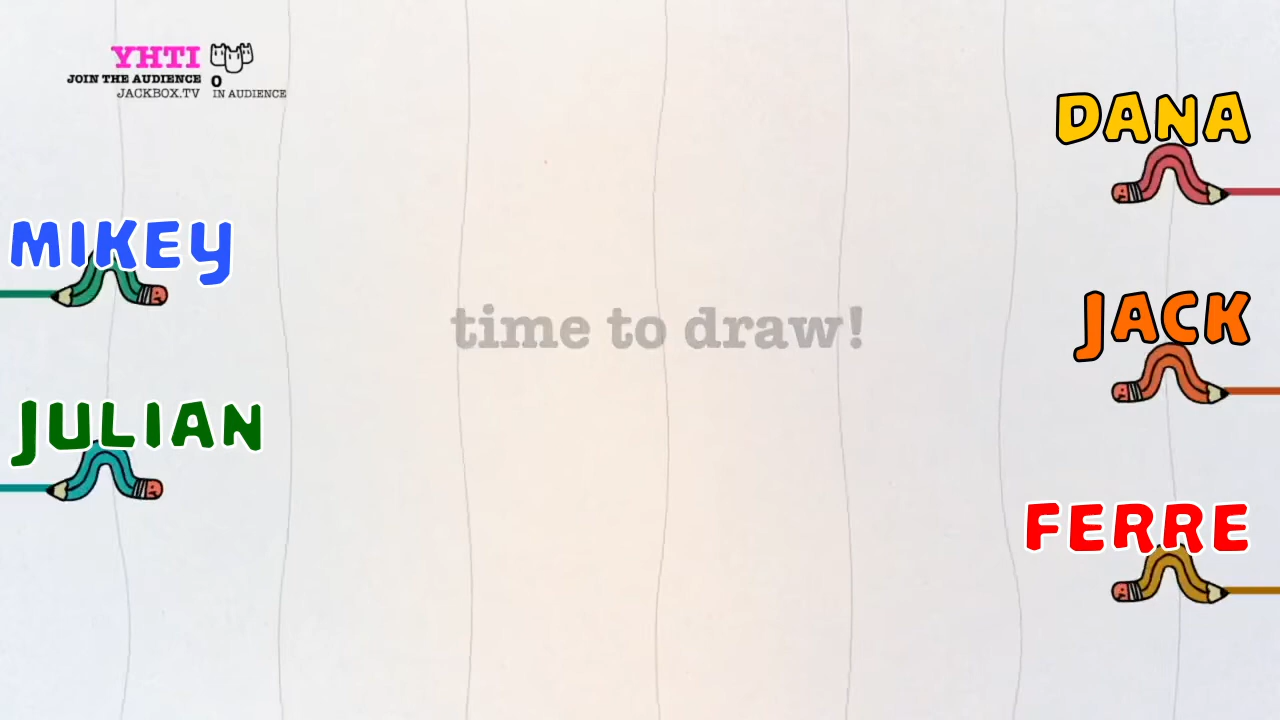 YHTI
JOIN THE AUDIENCE 0
JACKBOX.TV IN AUDIENCE
DANA
MIKEY
JACK
time to draw!
JULIAN
FERRE